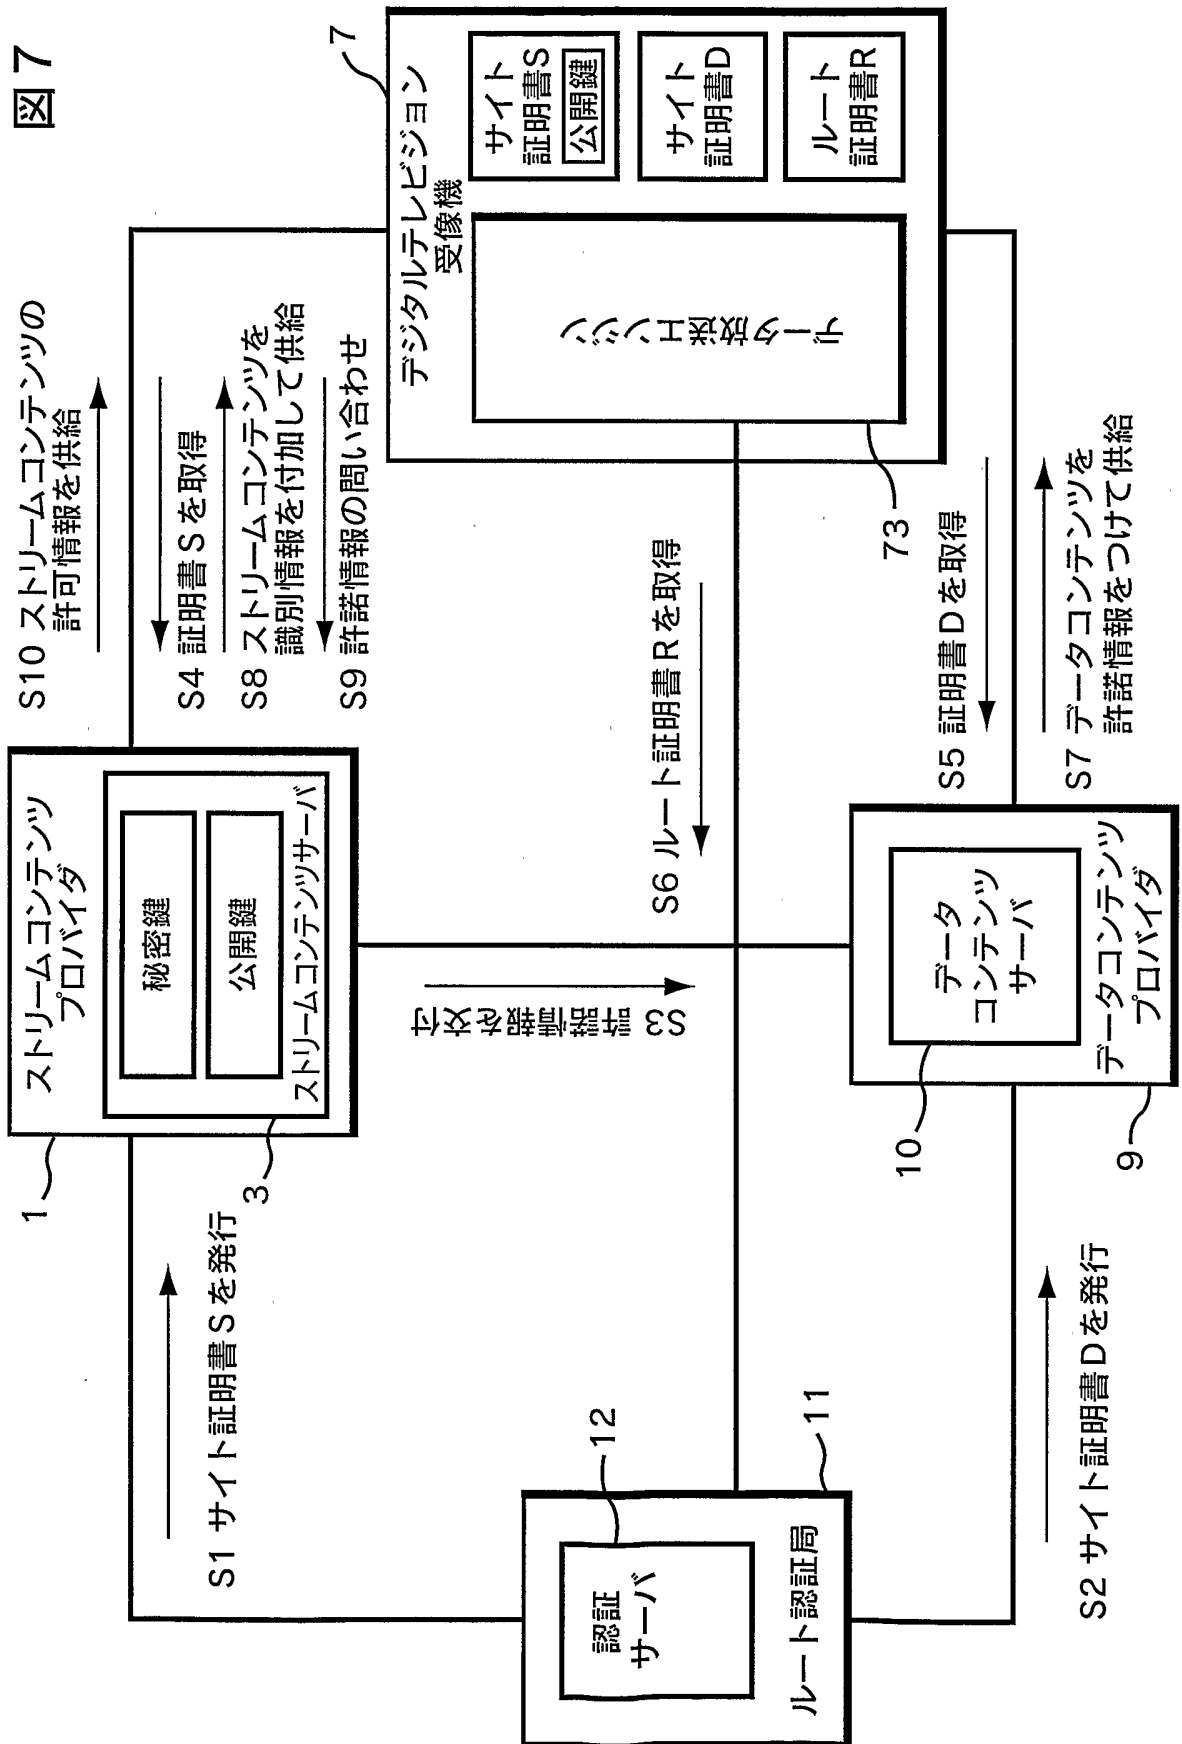 図7
1
ストリームコンテンツ
プロバイダ
秘密鍵
公開鍵
ストリームコンテンツサーバ
3
S10 ストリームコンテンツの
許可情報を供給
S4 証明書Sを取得
S8 ストリームコンテンツを
識別情報を付加して供給
S9 許諾情報の問い合わせ
7
デジタルテレビジョン
受像機
サイト
証明書S
公開鍵
サイト
証明書D
ルート
証明書R
データ放送エンジン
73
S1 サイト証明書Sを発行
S3 許諾情報を交付
S6 ルート証明書Rを取得
12
認証
サーバ
ルート認証局
11
S2 サイト証明書Dを発行
10
データ
コンテンツ
サーバ
データコンテンツ
プロバイダ
9
S5 証明書Dを取得
S7 データコンテンツを
許諾情報をつけて供給